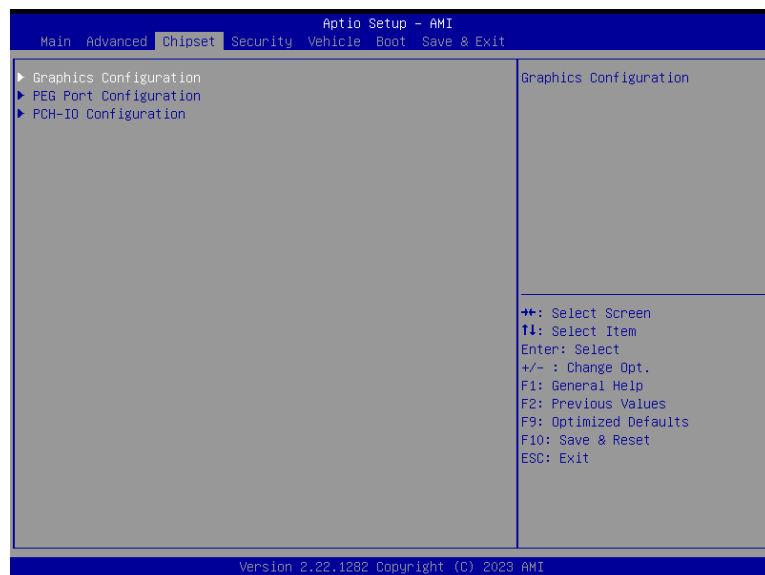 Aptio Setup – AMI
Main Advanced Chipset Security Vehicle Boot Save & Exit
▶ Graphics Configuration
▶ PEG Port Configuration
▶ PCH-IO Configuration
Graphics Configuration
→←: Select Screen
↑↓: Select Item
Enter: Select
+/- : Change Opt.
F1: General Help
F2: Previous Values
F9: Optimized Defaults
F10: Save & Reset
ESC: Exit
Version 2.22.1282 Copyright (C) 2023 AMI